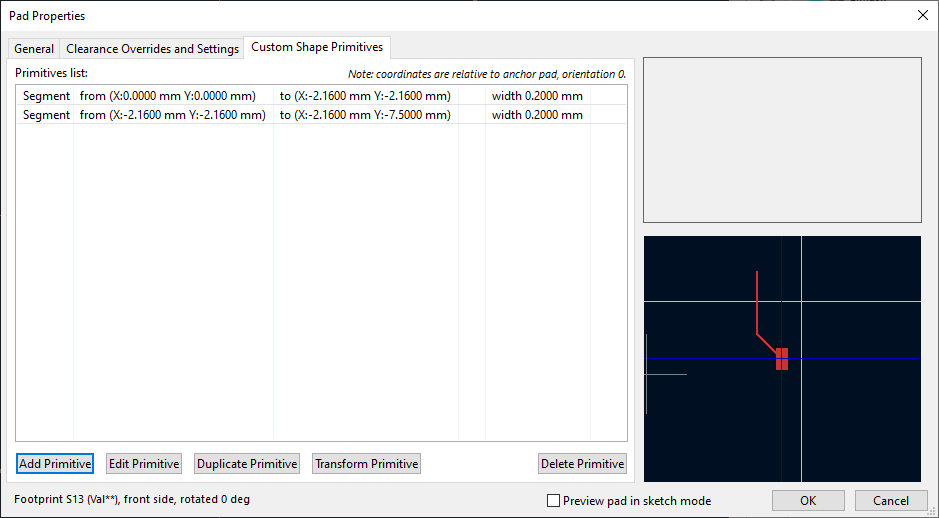 Pad Properties
General Clearance Overrides and Settings Custom Shape Primitives
Primitives list: Note: coordinates are relative to anchor pad, orientation 0.
Segment from (X:0.0000 mm Y:0.0000 mm) to (X:-2.1600 mm Y:-2.1600 mm) width 0.2000 mm
Segment from (X:-2.1600 mm Y:-2.1600 mm) to (X:-2.1600 mm Y:-7.5000 mm) width 0.2000 mm
Add Primitive Edit Primitive Duplicate Primitive Transform Primitive Delete Primitive
Footprint S13 (Val**), front side, rotated 0 deg Preview pad in sketch mode OK Cancel